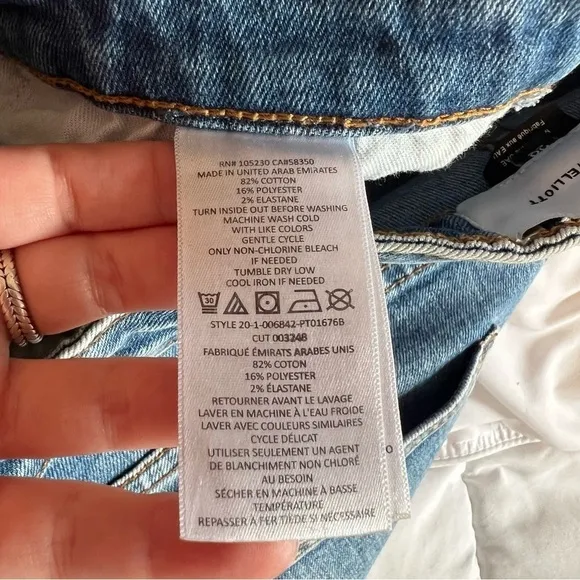 RN# 105230 CA#58350
MADE IN UNITED ARAB EMIRATES
82% COTTON
16% POLYESTER
2% ELASTANE
TURN INSIDE OUT BEFORE WASHING
MACHINE WASH COLD
WITH LIKE COLORS
GENTLE CYCLE
ONLY NON-CHLORINE BLEACH
IF NEEDED
TUMBLE DRY LOW
COOL IRON IF NEEDED
30
STYLE 20-1-006842-PT01676B
CUT 003248
FABRIQUÉ ÉMIRATS ARABES UNIS
82% COTON
16% POLYESTER
2% ÉLASTANE
RETOURNER AVANT LE LAVAGE
LAVER EN MACHINE À L'EAU FROIDE
LAVER AVEC COULEURS SIMILAIRES
CYCLE DÉLICAT
UTILISER SEULEMENT UN AGENT
DE BLANCHIMENT NON CHLORÉ
AU BESOIN
SÉCHER EN MACHINE À BASSE
TEMPÉRATURE
REPASSER À FER TIÈDE SI NÉCESSAIRE
Fabriqué aux EAU
ELLIOTT